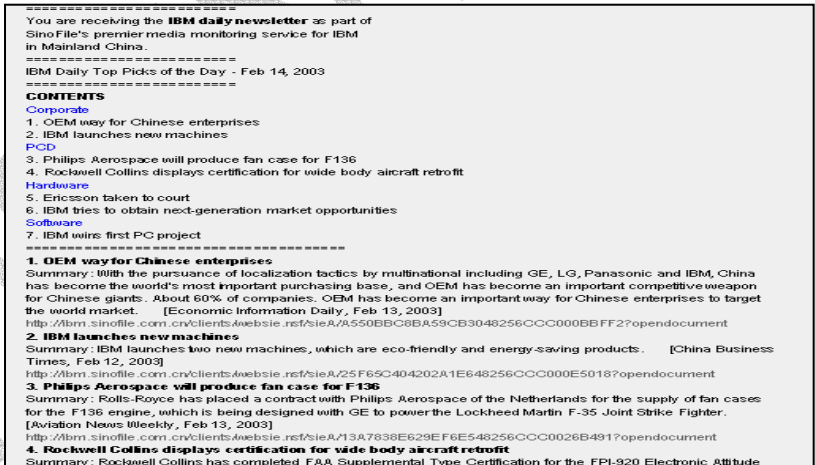 =========================
You are receiving the IBM daily newsletter as part of
SinoFile's premier media monitoring service for IBM
in Mainland China.
=========================
IBM Daily Top Picks of the Day - Feb 14, 2003
=========================
CONTENTS
Corporate
1. OEM way for Chinese enterprises
2. IBM launches new machines
PCD
3. Philips Aerospace will produce fan case for F136
4. Rockwell Collins displays certification for wide body aircraft retrofit
Hardware
5. Ericsson taken to court
6. IBM tries to obtain next-generation market opportunities
Software
7. IBM wins first PC project
======================================
1. OEM way for Chinese enterprises
Summary: With the pursuance of localization tactics by multinational including GE, LG, Panasonic and IBM, China
has become the world's most important purchasing base, and OEM has become an important competitive weapon
for Chinese giants. About 60% of companies. OEM has become an important way for Chinese enterprises to target
the world market. [Economic Information Daily, Feb 13, 2003]
http://ibm.sinofile.com.cn/clients/websie.nsf/sieA/A550BBC8BA59CB3048256CCC000BBFF2?opendocument
2. IBM launches new machines
Summary: IBM launches two new machines, which are eco-friendly and energy-saving products. [China Business
Times, Feb 12, 2003]
http://ibm.sinofile.com.cn/clients/websie.nsf/sieA/25F65C404202A1E648256CCC000E5018?opendocument
3. Philips Aerospace will produce fan case for F136
Summary: Rolls-Royce has placed a contract with Philips Aerospace of the Netherlands for the supply of fan cases
for the F136 engine, which is being designed with GE to power the Lockheed Martin F-35 Joint Strike Fighter.
[Aviation News Weekly, Feb 13, 2003]
http://ibm.sinofile.com.cn/clients/websie.nsf/sieA/13A7838E629EF6E548256CCC0026B491?opendocument
4. Rockwell Collins displays certification for wide body aircraft retrofit
Summary: Rockwell Collins has completed FAA Supplemental Type Certification for the FPI-920 Electronic Attitude